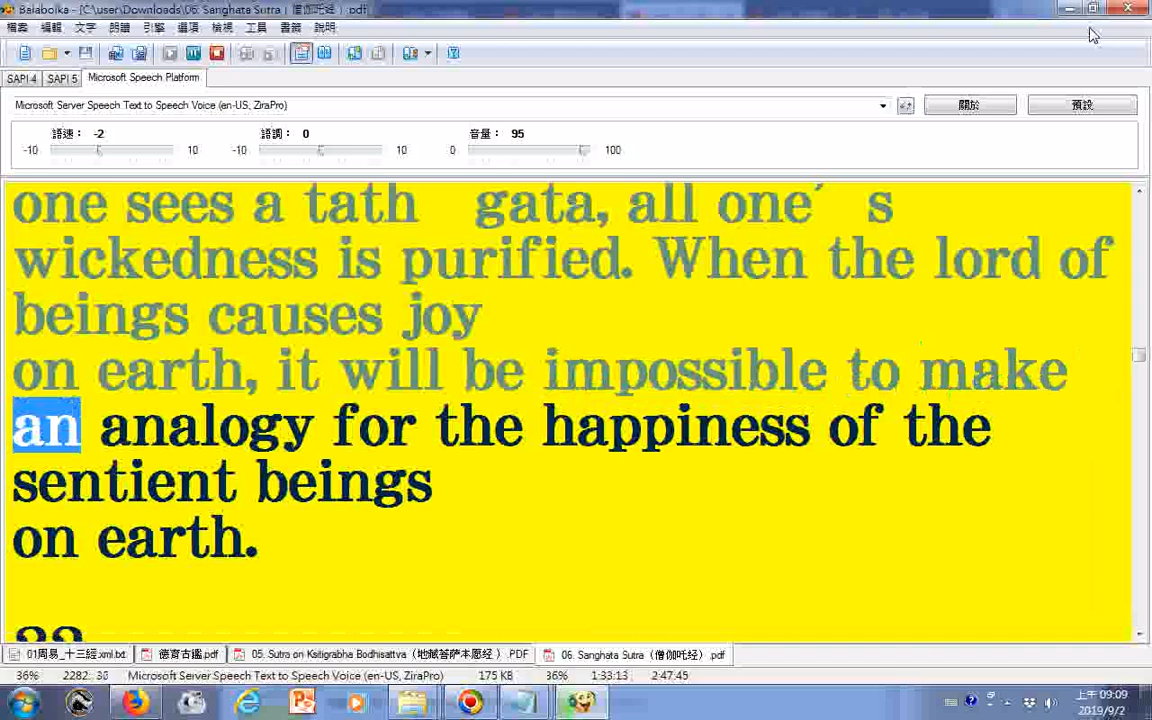 Balabolka - [C:\user\Downloads\06. Sanghata Sutra (僧伽吒经) .pdf]
檔案 編輯 文字 朗讀 引擎 選項 檢視 工具 書籤 說明
SAPI 4 SAPI 5 Microsoft Speech Platform
Microsoft Server Speech Text to Speech Voice (en-US, ZiraPro) 關於 預設
語速： -2 語調： 0 音量： 95
-10 10 -10 10 0 100
one sees a tath gata, all one′ s
wickedness is purified. When the lord of
beings causes joy
on earth, it will be impossible to make
an analogy for the happiness of the
sentient beings
on earth.
22
01周易_十三經.xml.txt 德育古鑑.pdf 05. Sutra on Ksitigrabha Bodhisattva（地藏菩萨本愿经）.PDF 06. Sanghata Sutra（僧伽吒经）.pdf
36% 2282: 30 Microsoft Server Speech Text to Speech Voice (en-US, ZiraPro) 175 KB 36% 1:33:13 2:47:45
上午 09:09
2019/9/2